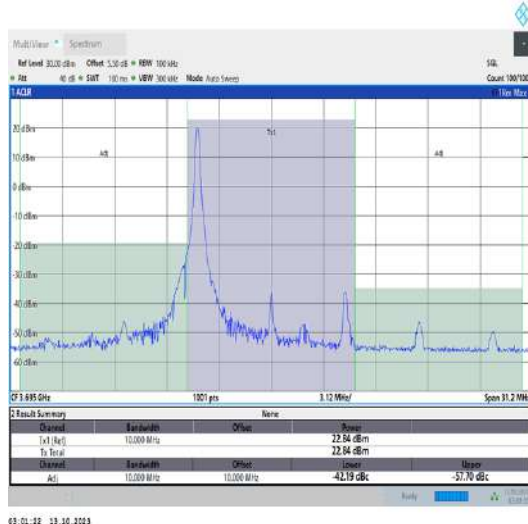 MultiView Spectrum
Ref Level 30.00 dBm Offset 5.50 dB RBW 100 kHz SGL
Att 40 dB SWT 100 ms VBW 300 kHz Mode Auto Sweep Count 100/100
1 ACLR 1Rm Max
20 dBm
Tx1
Adj Adj
10 dBm
0 dBm
-10 dBm
-20 dBm
-30 dBm
-40 dBm
-50 dBm
-60 dBm
CF 3.695 GHz 1001 pts 3.12 MHz/ Span 31.2 MHz
2 Result Summary None
Channel Bandwidth Offset Power
Tx1 (Ref) 10.000 MHz 22.84 dBm
Tx Total 22.84 dBm
Channel Bandwidth Offset Lower Upper
Adj 10.000 MHz 10.000 MHz -42.19 dBc -57.70 dBc
Ready
03:01:22 13.10.2023